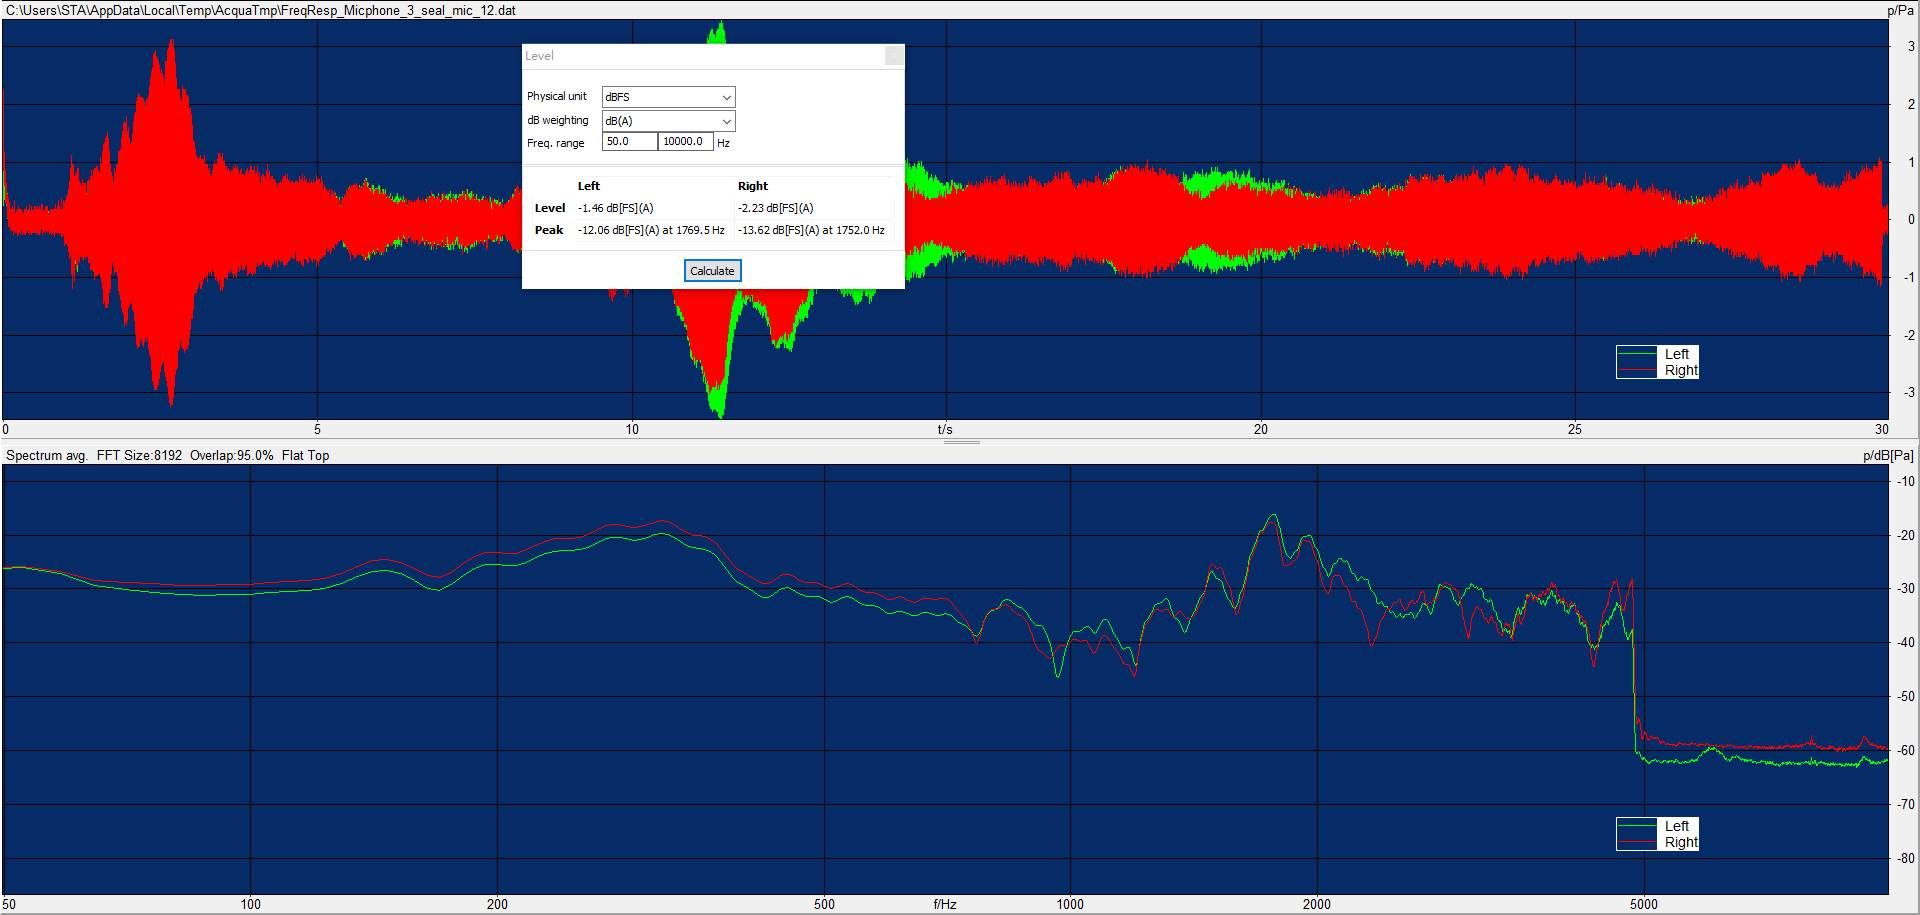 C:\Users\STA\AppData\Local\Temp\AcquaTmp\FreqResp_Micphone_3_seal_mic_12.dat
p/Pa
Level
Physical unit dBFS
dB weighting dB(A)
Freq. range 50.0 10000.0 Hz
Left Right
Level -1.46 dB[FS](A) -2.23 dB[FS](A)
Peak -12.06 dB[FS](A) at 1769.5 Hz -13.62 dB[FS](A) at 1752.0 Hz
Calculate
3
2
1
0
-1
-2
-3
Left
Right
0 5 10 t/s 20 25 30
Spectrum avg. FFT Size:8192 Overlap:95.0% Flat Top
p/dB[Pa]
-10
-20
-30
-40
-50
-60
-70
-80
Left
Right
50 100 200 500 f/Hz 1000 2000 5000